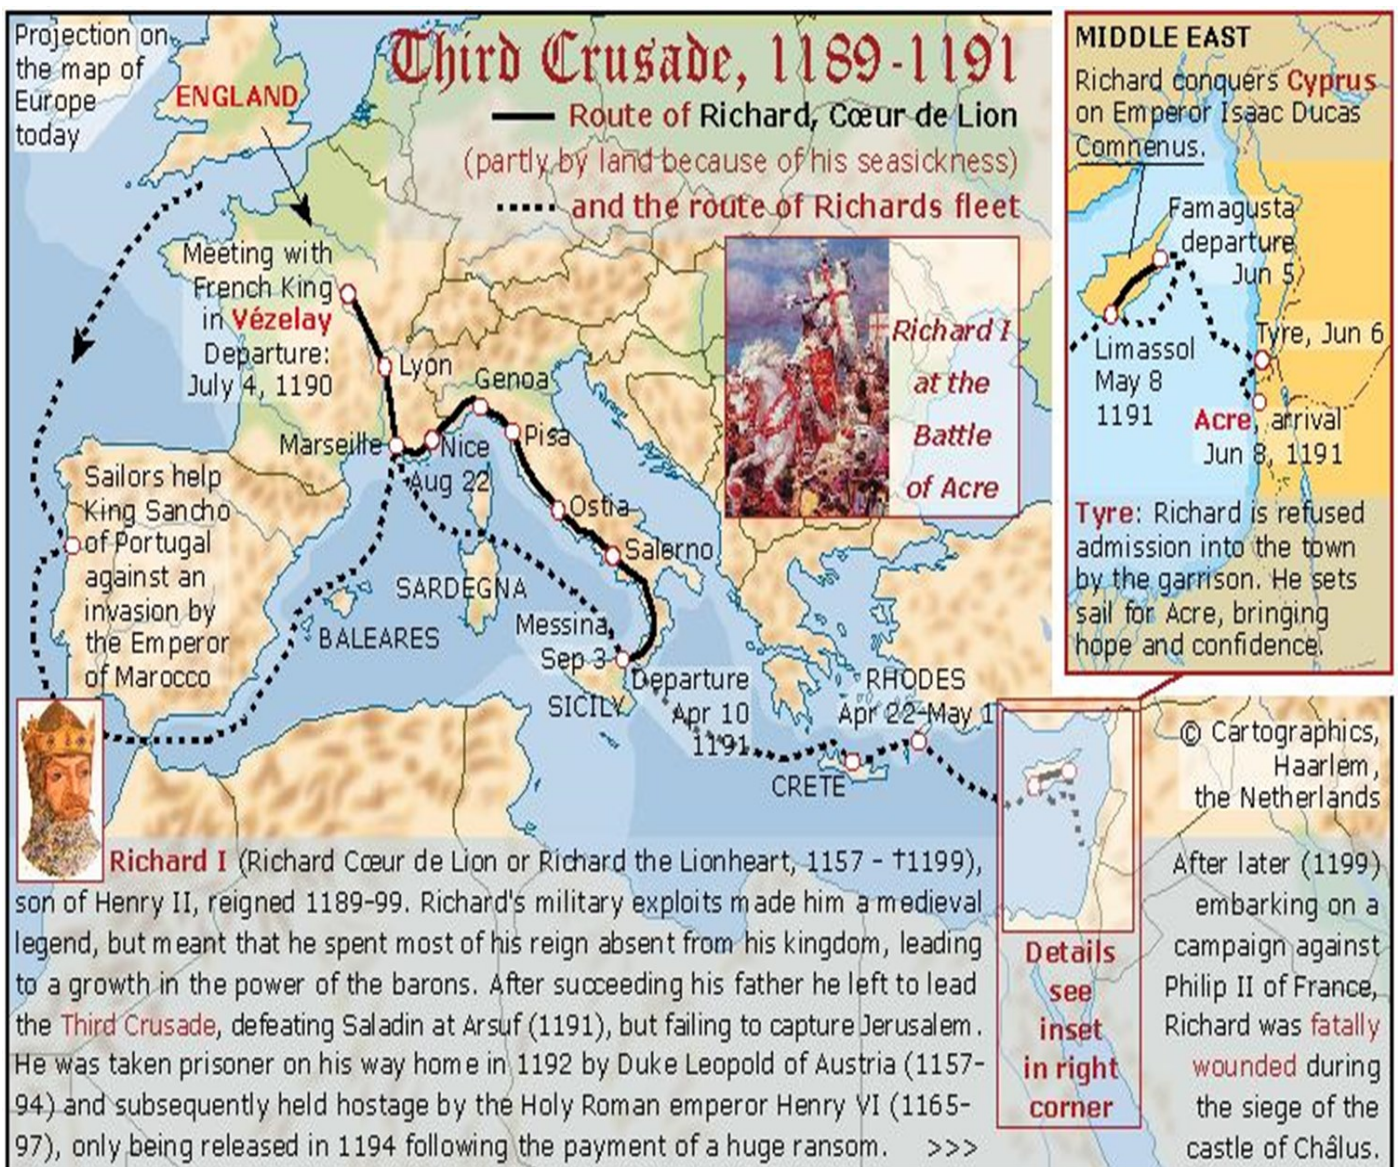 Projection on
the map of
Europe
today
ENGLAND
Third Crusade, 1189-1191
Route of Richard, Cœur de Lion
(partly by land because of his seasickness)
and the route of Richards fleet
Meeting with
French King
in Vézelay
Departure:
July 4, 1190
Lyon
Genoa
Marseille
Nice
Aug 22
Pisa
Ostia
Salerno
Richard I
at the
Battle
of Acre
Sailors help
King Sancho
of Portugal
against an
invasion by
the Emperor
of Marocco
SARDEGNA
BALEARES
Messina
Sep 3
SICILY
Departure
Apr 10
1191
RHODES
Apr 22-May 1
CRETE
MIDDLE EAST
Richard conquers Cyprus
on Emperor Isaac Ducas
Comnenus.
Famagusta
departure
Jun 5
Limassol
May 8
1191
Tyre, Jun 6
Acre, arrival
Jun 8, 1191
Tyre: Richard is refused
admission into the town
by the garrison. He sets
sail for Acre, bringing
hope and confidence.
© Cartographics,
Haarlem,
the Netherlands
Richard I (Richard Cœur de Lion or Richard the Lionheart, 1157 - †1199),
son of Henry II, reigned 1189-99. Richard's military exploits made him a medieval
legend, but meant that he spent most of his reign absent from his kingdom, leading
to a growth in the power of the barons. After succeeding his father he left to lead
the Third Crusade, defeating Saladin at Arsuf (1191), but failing to capture Jerusalem.
He was taken prisoner on his way home in 1192 by Duke Leopold of Austria (1157-
94) and subsequently held hostage by the Holy Roman emperor Henry VI (1165-
97), only being released in 1194 following the payment of a huge ransom. >>>
Details
see
inset
in right
corner
After later (1199)
embarking on a
campaign against
Philip II of France,
Richard was fatally
wounded during
the siege of the
castle of Châlus.